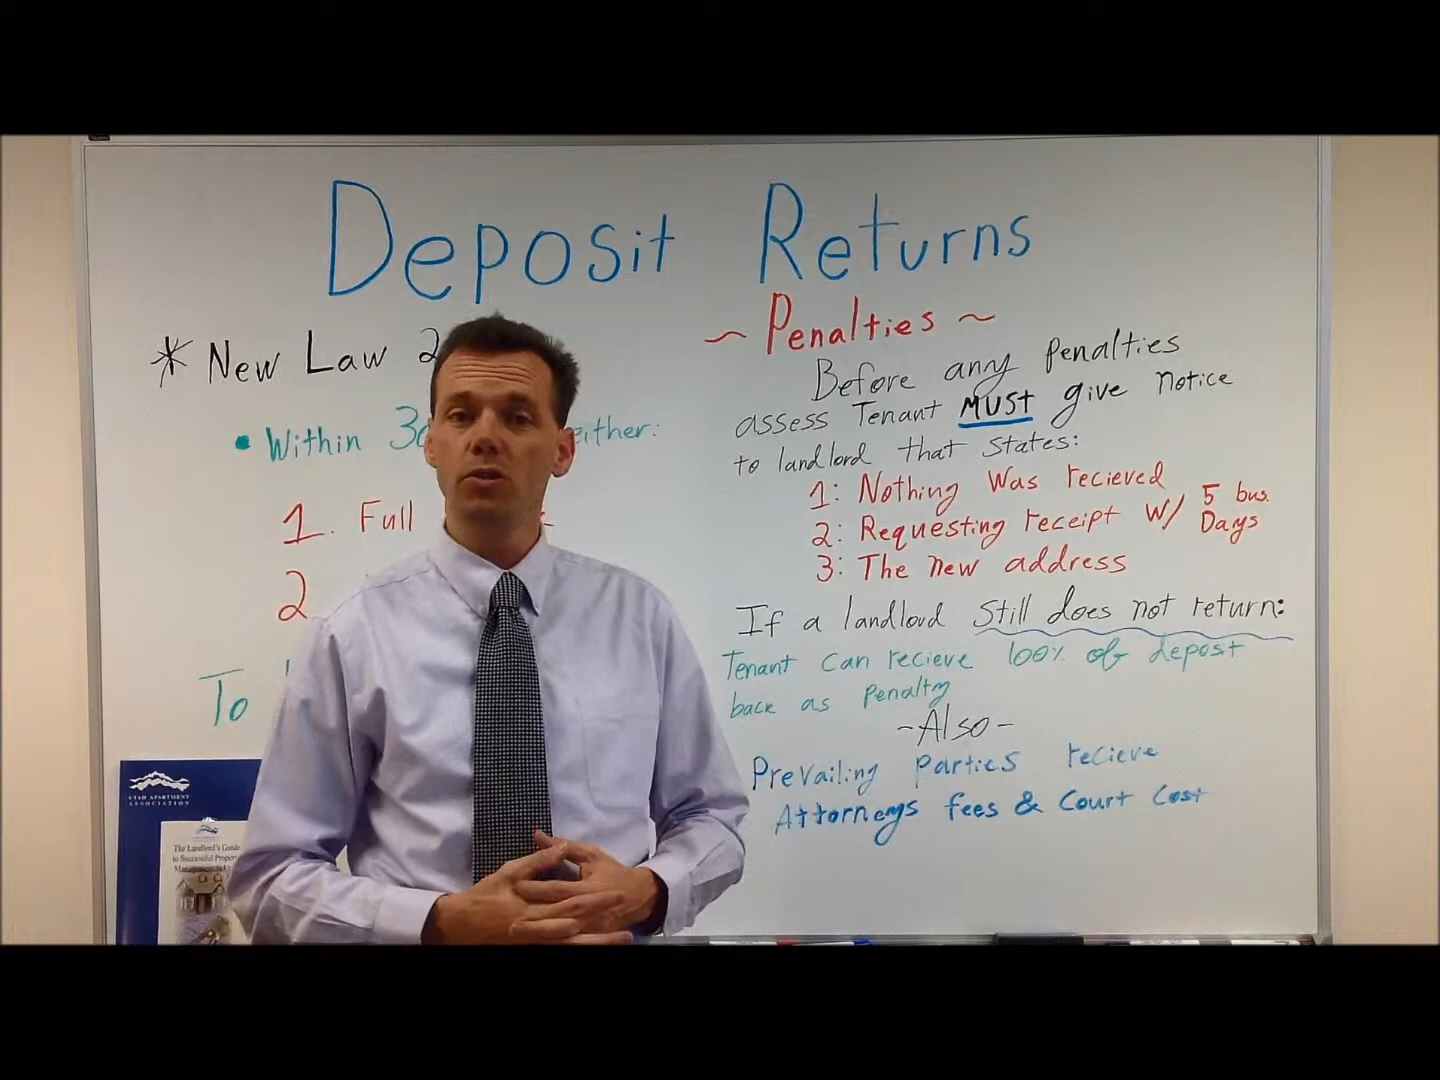 Deposit Returns
* New Law
• Within either:
1. Full
2
To
~ Penalties ~
Before any penalties
assess Tenant MUST give notice
to landlord that States:
1: Nothing Was recieved
2: Requesting receipt w/ 5 bus. Days
3: The new address
If a landlord Still does not return:
Tenant can recieve 100% of depost
back as penalty
-Also-
Prevailing parties recieve
Attorneys fees & Court Cost
UTAH APARTMENT
ASSOCIATION
The Landlord's Guide
to Successful Proper
Management in